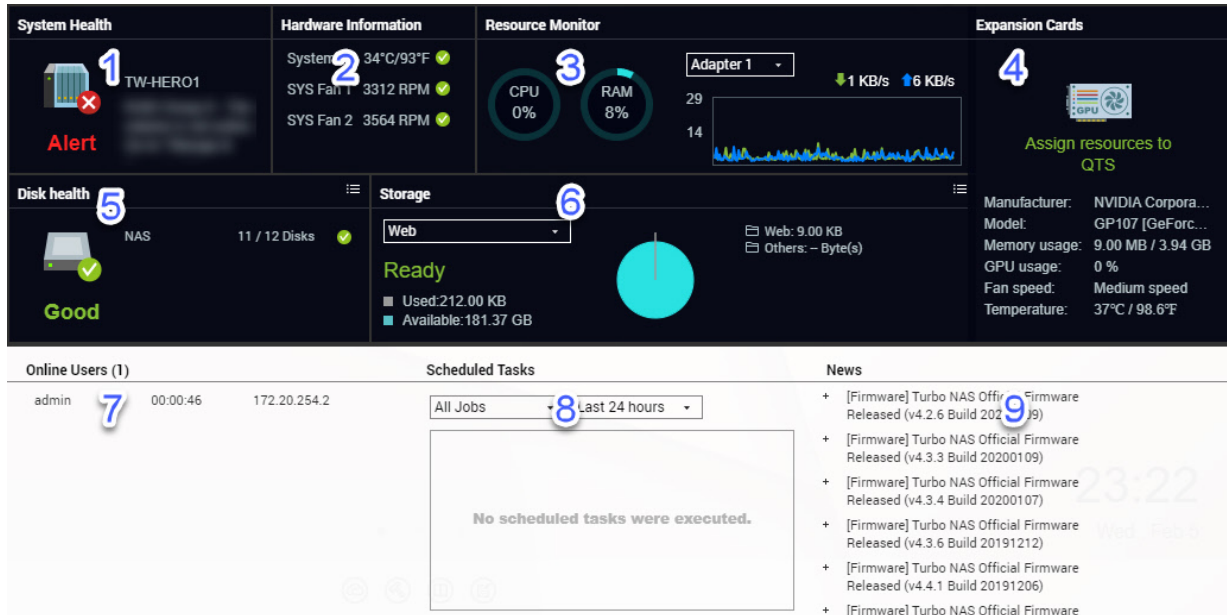 System Health
1
TW-HERO1
Alert
Hardware Information
2
System 34°C/93°F
SYS Fan 1 3312 RPM
SYS Fan 2 3564 RPM
Resource Monitor
3
CPU
0%
RAM
8%
Adapter 1
1 KB/s 6 KB/s
29
14
Expansion Cards
4
GPU
Assign resources to
QTS
Manufacturer: NVIDIA Corpora...
Model: GP107 [GeForc...
Memory usage: 9.00 MB / 3.94 GB
GPU usage: 0 %
Fan speed: Medium speed
Temperature: 37°C / 98.6°F
Disk health
5
NAS 11 / 12 Disks
Good
Storage
6
Web
Ready
Used:212.00 KB
Available:181.37 GB
Web: 9.00 KB
Others: -- Byte(s)
Online Users (1)
7
admin 00:00:46 172.20.254.2
Scheduled Tasks
8
All Jobs Last 24 hours
No scheduled tasks were executed.
News
9
+ [Firmware] Turbo NAS Official Firmware
Released (v4.2.6 Build
+ [Firmware] Turbo NAS Official Firmware
Released (v4.3.3 Build 20200109)
+ [Firmware] Turbo NAS Official Firmware
Released (v4.3.4 Build 20200107)
+ [Firmware] Turbo NAS Official Firmware
Released (v4.3.6 Build 20191212)
+ [Firmware] Turbo NAS Official Firmware
Released (v4.4.1 Build 20191206)
+ [Firmware] Turbo NAS Official Firmware
23:22
Wed, Feb 5